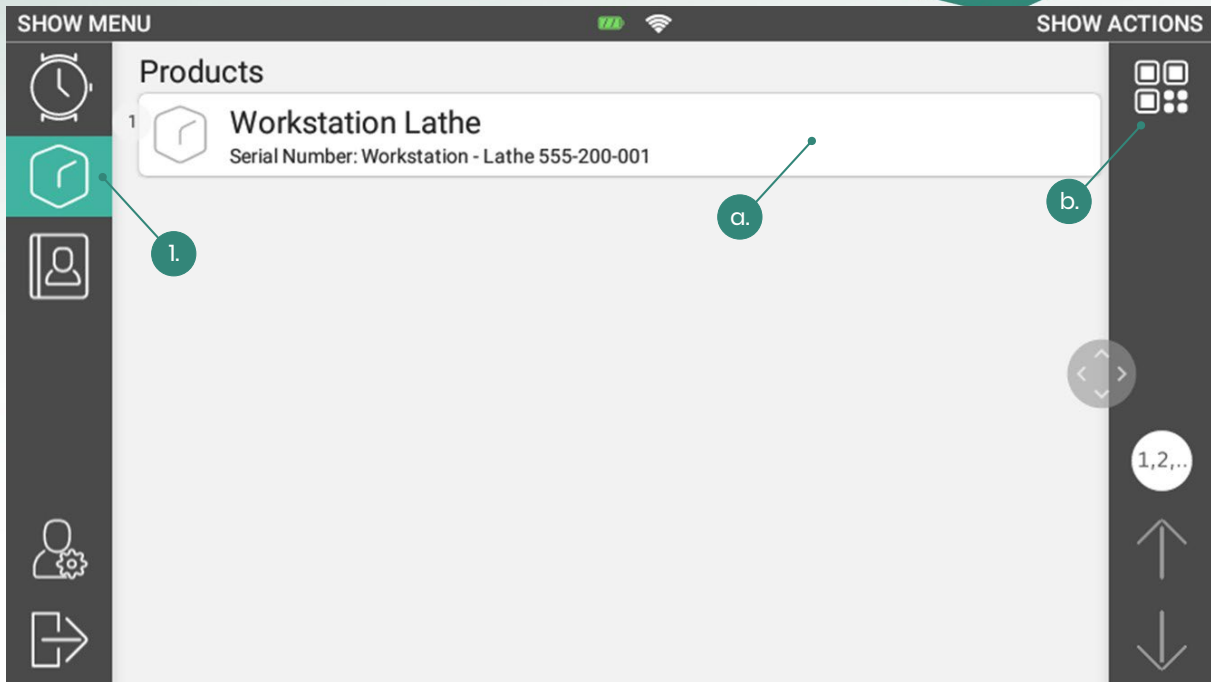 SHOW MENU
SHOW ACTIONS
Products
1
Workstation Lathe
Serial Number: Workstation - Lathe 555-200-001
a.
b.
1.
1,2,..